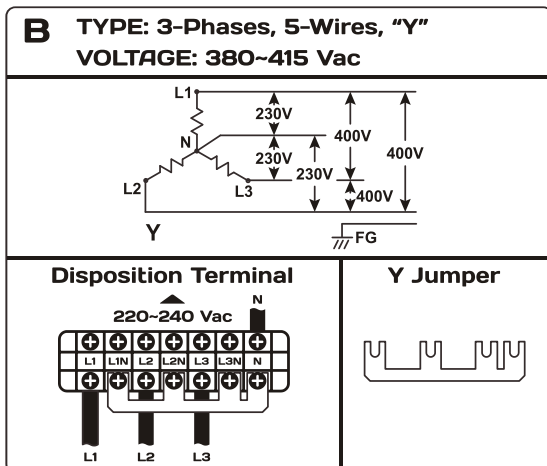 B TYPE: 3-Phases, 5-Wires, “Y”
VOLTAGE: 380~415 Vac
L1
230V
400V
N
400V
230V
230V
L2
L3
400V
Y
FG
Disposition Terminal
220~240 Vac
N
L1 L1N L2 L2N L3 L3N N
L1 L2 L3
Y Jumper